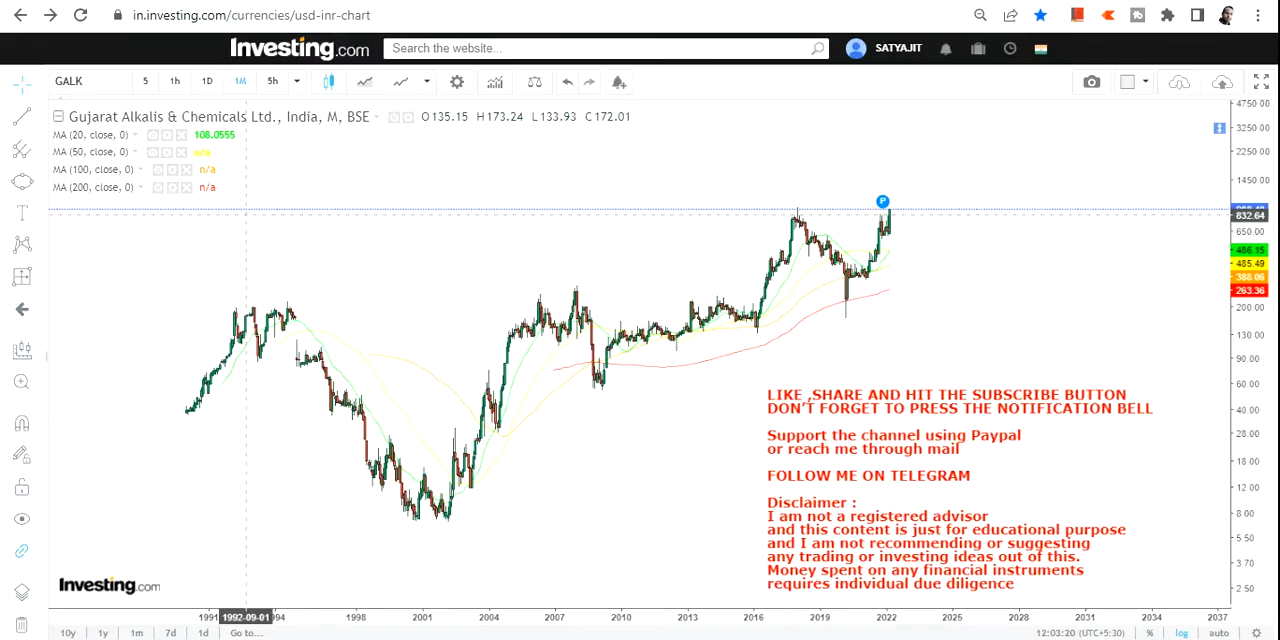 in.investing.com/currencies/usd-inr-chart
Investing.com
Search the website...
SATYAJIT
GALK
5 1h 1D 1M 5h
Gujarat Alkalis & Chemicals Ltd., India, M, BSE O135.15 H173.24 L133.93 C172.01
MA (20, close, 0) 108.0555
MA (50, close, 0) n/a
MA (100, close, 0) n/a
MA (200, close, 0) n/a
4750.00
3250.00
2250.00
1450.00
P
832.64
650.00
486.15
485.49
388.06
263.36
200.00
130.00
90.00
60.00
40.00
28.00
18.00
12.00
8.00
5.50
3.70
2.50
LIKE ,SHARE AND HIT THE SUBSCRIBE BUTTON
DON'T FORGET TO PRESS THE NOTIFICATION BELL
Support the channel using Paypal
or reach me through mail
FOLLOW ME ON TELEGRAM
Disclaimer :
I am not a registered advisor
and this content is just for educational purpose
and I am not recommending or suggesting
any trading or investing ideas out of this.
Money spent on any financial instruments
requires individual due diligence
Investing.com
1991 1992-09-01 1998 2001 2004 2007 2010 2013 2016 2019 2022 2025 2028 2031 2034 2037
10y 1y 1m 7d 1d Go to... 12:03:20 (UTC+5:30) % log auto